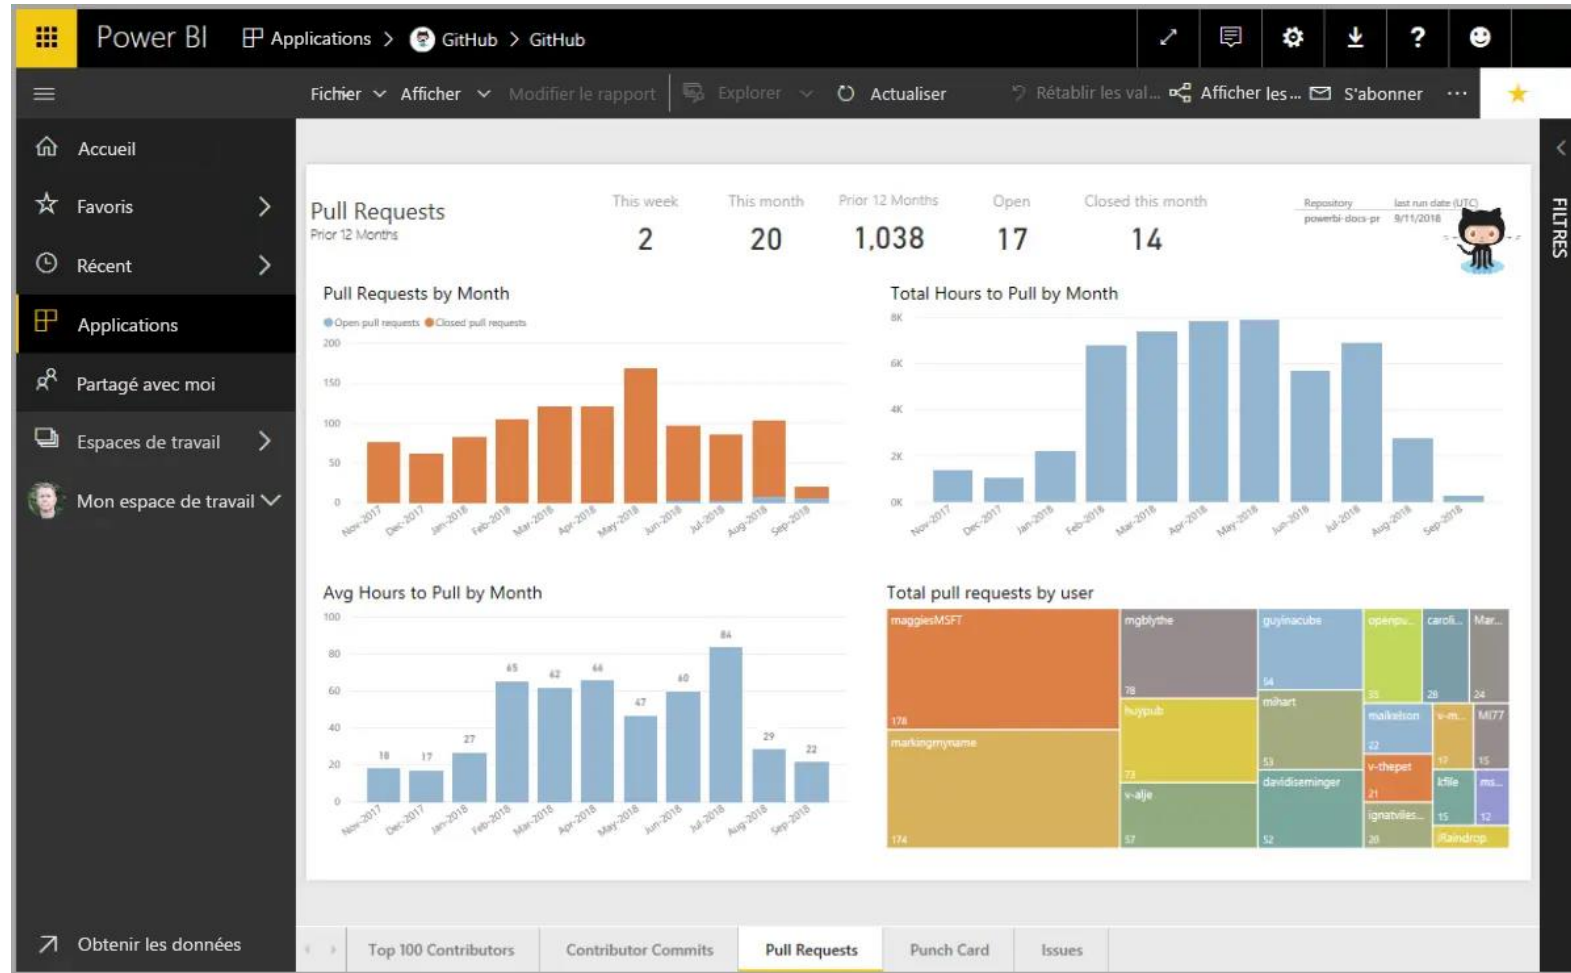 Power BI
Applications > GitHub > GitHub
Fichier Afficher Modifier le rapport Explorer Actualiser Rétablir les val... Afficher les ... S'abonner ...
Accueil
Favoris
Récent
Applications
Partagé avec moi
Espaces de travail
Mon espace de travail
Obtenir les données
FILTRES
Pull Requests
Prior 12 Months
This week
2
This month
20
Prior 12 Months
1,038
Open
17
Closed this month
14
Repository last run date (UTC)
powerbi-docs-pr 9/11/2018
Pull Requests by Month
Open pull requests Closed pull requests
200
150
100
50
0
Nov-2017 Dec-2017 Jan-2018 Feb-2018 Mar-2018 Apr-2018 May-2018 Jun-2018 Jul-2018 Aug-2018 Sep-2018
Total Hours to Pull by Month
8K
6K
4K
2K
0K
Nov-2017 Dec-2017 Jan-2018 Feb-2018 Mar-2018 Apr-2018 May-2018 Jun-2018 Jul-2018 Aug-2018 Sep-2018
Avg Hours to Pull by Month
100
80
60
40
20
0
18 17 27 65 62 66 47 60 84 29 22
Nov-2017 Dec-2017 Jan-2018 Feb-2018 Mar-2018 Apr-2018 May-2018 Jun-2018 Jul-2018 Aug-2018 Sep-2018
Total pull requests by user
maggiesMSFT
178
markingmyname
174
mgblythe
78
huypub
73
v-alje
57
guyinacube
54
mihart
53
davidiseminger
52
openpu...
35
caroli...
28
Mar...
24
maikelson
22
v-thepet
21
ignatviles...
20
v-m...
17
MI77
15
kfile
15
ms...
12
iRaindrop
Top 100 Contributors
Contributor Commits
Pull Requests
Punch Card
Issues